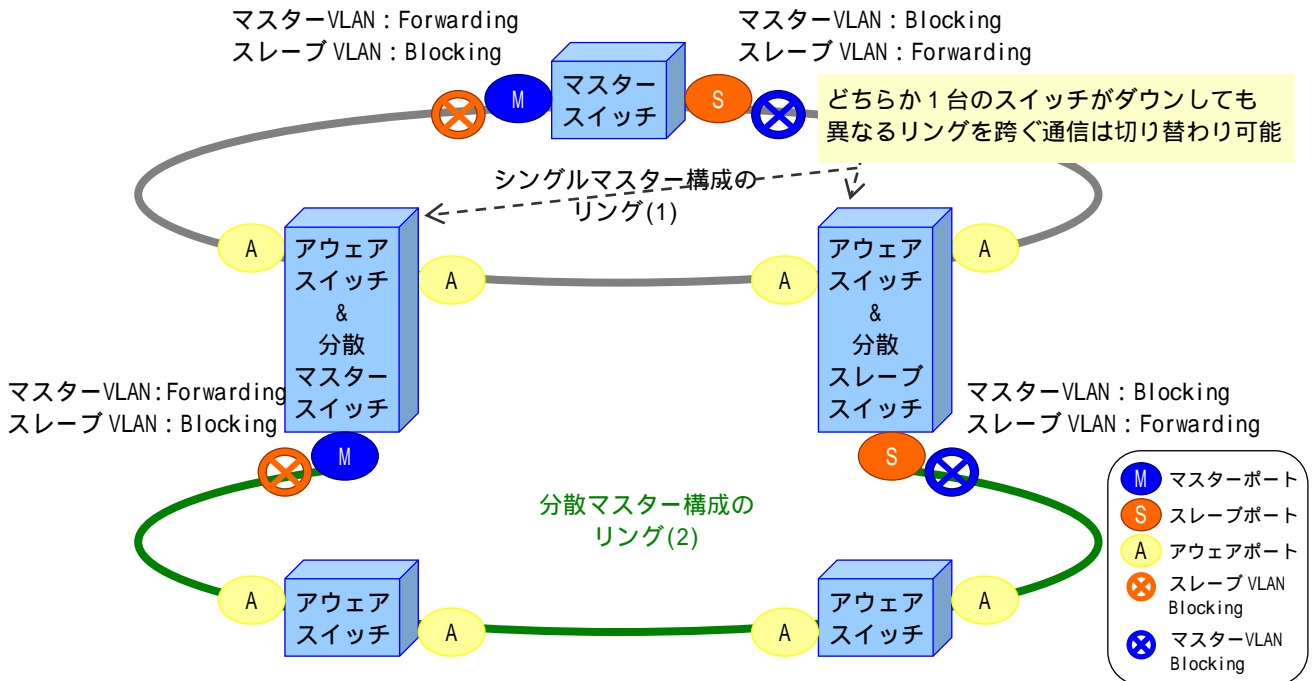 マスターVLAN：Forwarding
スレーブ VLAN：Blocking
マスターVLAN：Blocking
スレーブ VLAN：Forwarding
M
マスター
スイッチ
S
どちらか１台のスイッチがダウンしても
異なるリングを跨ぐ通信は切り替わり可能
シングルマスター構成の
リング(1)
A
アウェア
スイッチ
&
分散
マスター
スイッチ
A
A
アウェア
スイッチ
&
分散
スレーブ
スイッチ
A
マスターVLAN：Forwarding
スレーブ VLAN：Blocking
M
マスターVLAN：Blocking
スレーブ VLAN：Forwarding
S
分散マスター構成の
リング(2)
A
アウェア
スイッチ
A
A
アウェア
スイッチ
A
M マスターポート
S スレーブポート
A アウェアポート
スレーブ VLAN
Blocking
マスターVLAN
Blocking